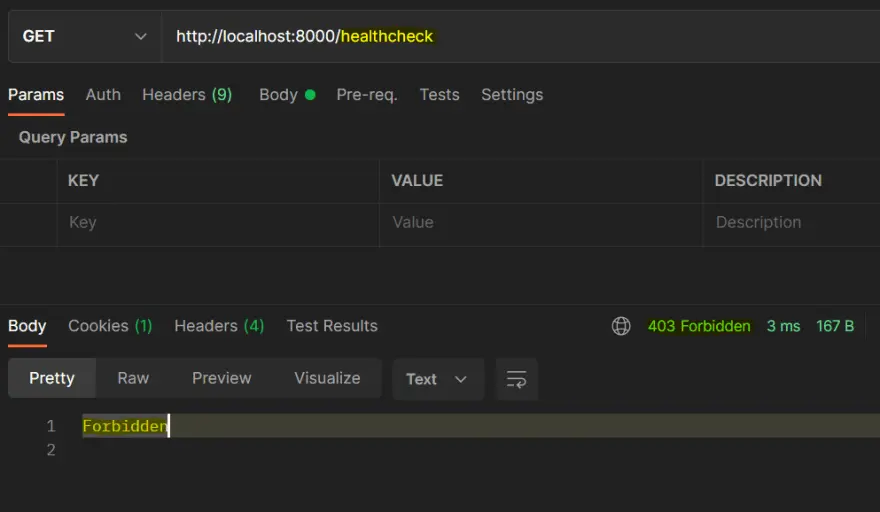 GET http://localhost:8000/healthcheck
Params Auth Headers (9) Body Pre-req. Tests Settings
Query Params
KEY VALUE DESCRIPTION
Key Value Description
Body Cookies (1) Headers (4) Test Results 403 Forbidden 3 ms 167 B
Pretty Raw Preview Visualize Text
1 Forbidden
2